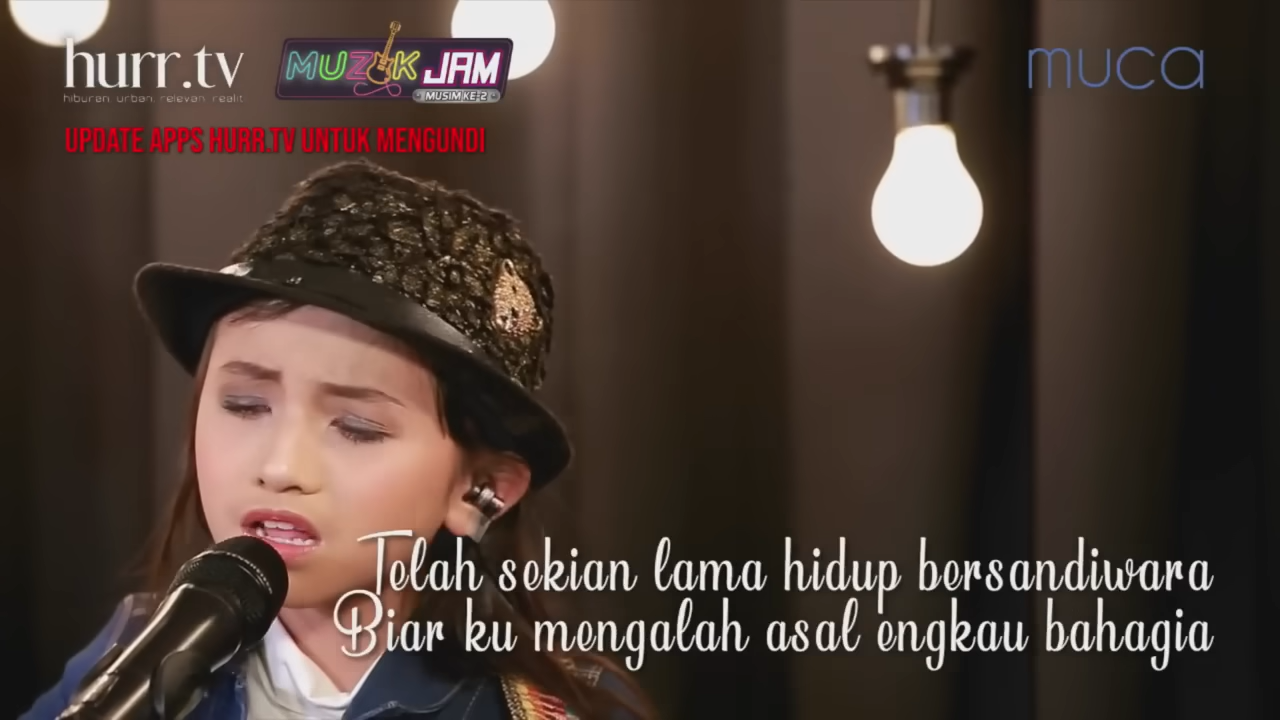 hurr.tv
hiburan. urban. relevan. realiti
MUZIK JAM
MUSIM KE-2
muca
UPDATE APPS HURR.TV UNTUK MENGUNDI
Telah sekian lama hidup bersandiwara
Biar ku mengalah asal engkau bahagia